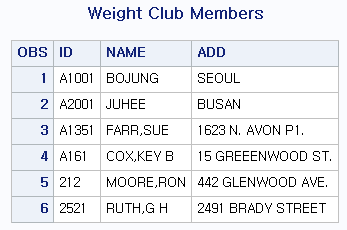 Weight Club Members
OBS ID NAME ADD
1 A1001 BOJUNG SEOUL
2 A2001 JUHEE BUSAN
3 A1351 FARR,SUE 1623 N. AVON P1.
4 A161 COX,KEY B 15 GREEENWOOD ST.
5 212 MOORE,RON 442 GLENWOOD AVE.
6 2521 RUTH,G H 2491 BRADY STREET